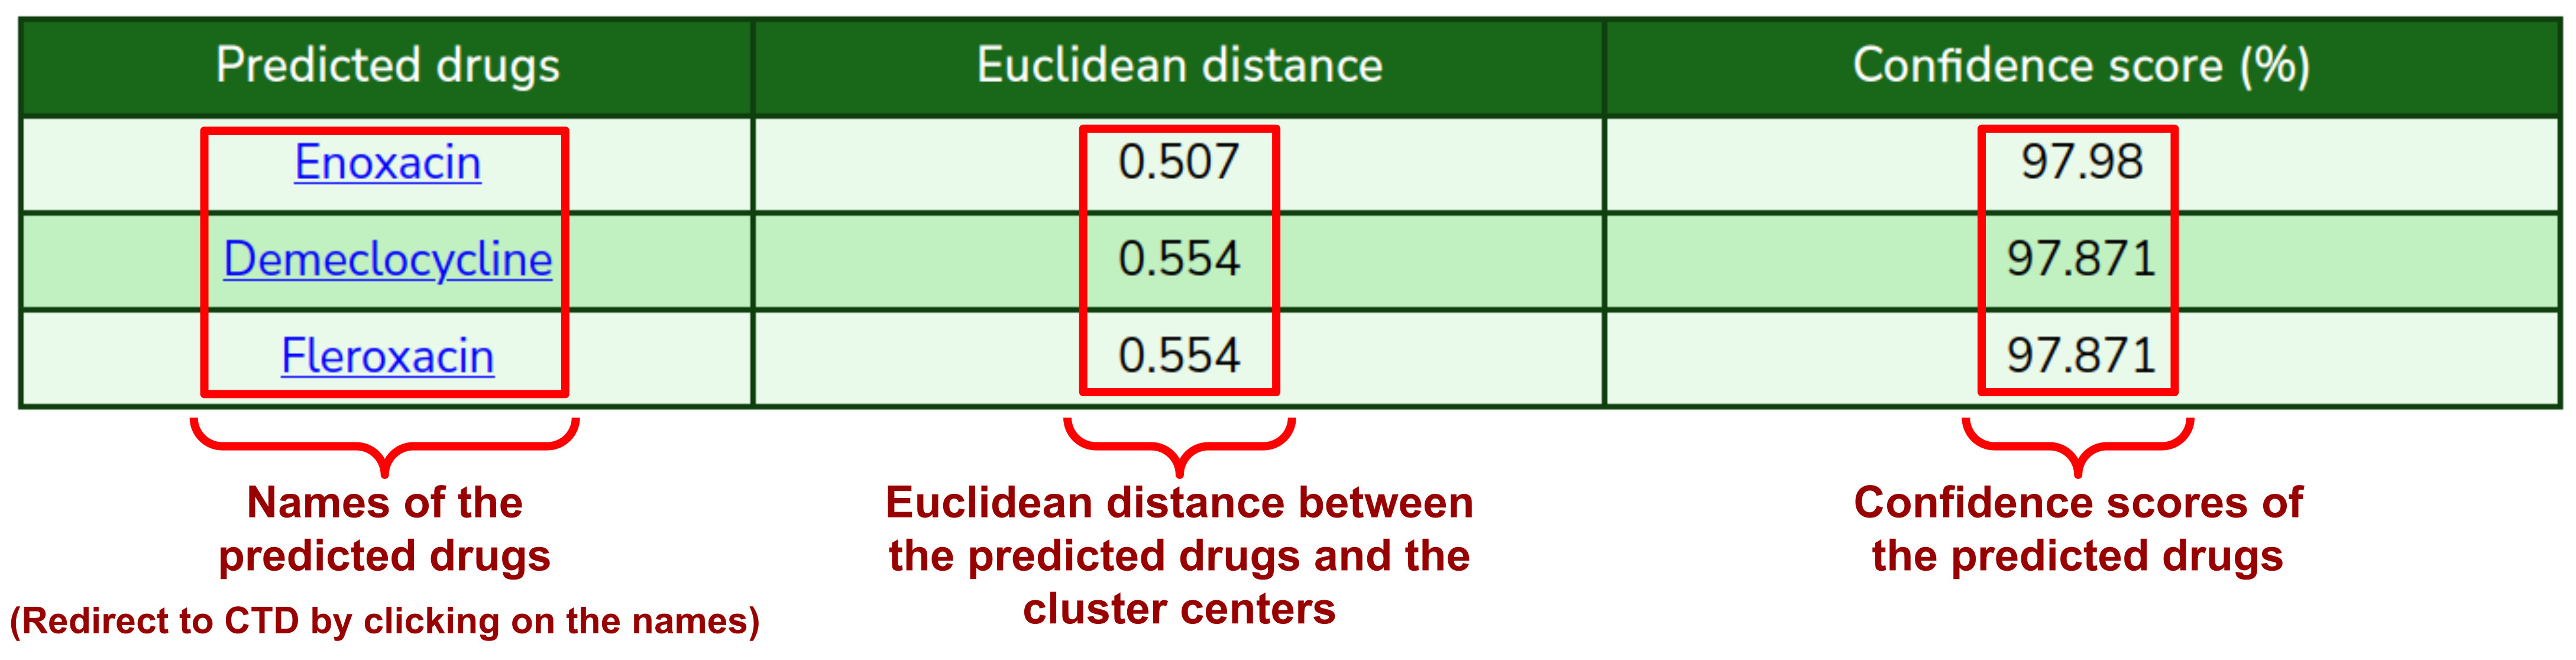 Predicted drugs Euclidean distance Confidence score (%)
Enoxacin 0.507 97.98
Demeclocycline 0.554 97.871
Fleroxacin 0.554 97.871
Names of the
predicted drugs
(Redirect to CTD by clicking on the names)
Euclidean distance between
the predicted drugs and the
cluster centers
Confidence scores of
the predicted drugs